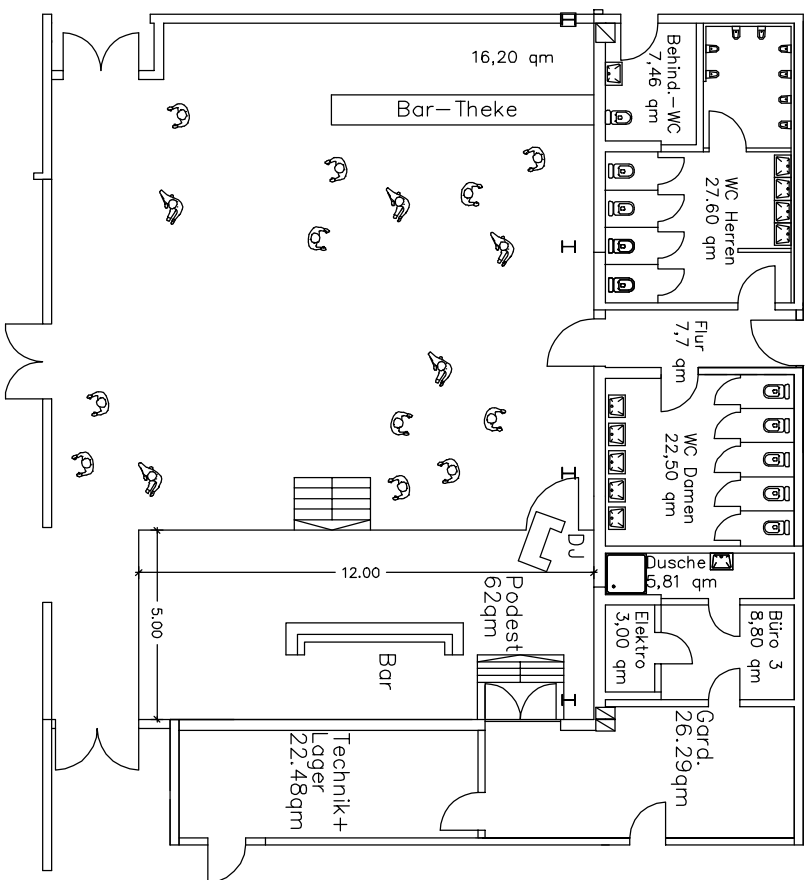 16,20 qm
Bar-Theke
Behind.-WC
7,46 qm
WC Herren
27.60 qm
Flur
7,7 qm
WC Damen
22,50 qm
DJ
Dusche
5,81 qm
12.00
5.00
Podest
62qm
Elektro
3,00 qm
Büro 3
8,80 qm
Bar
Gard.
26.29qm
Technik+
Lager
22.48qm